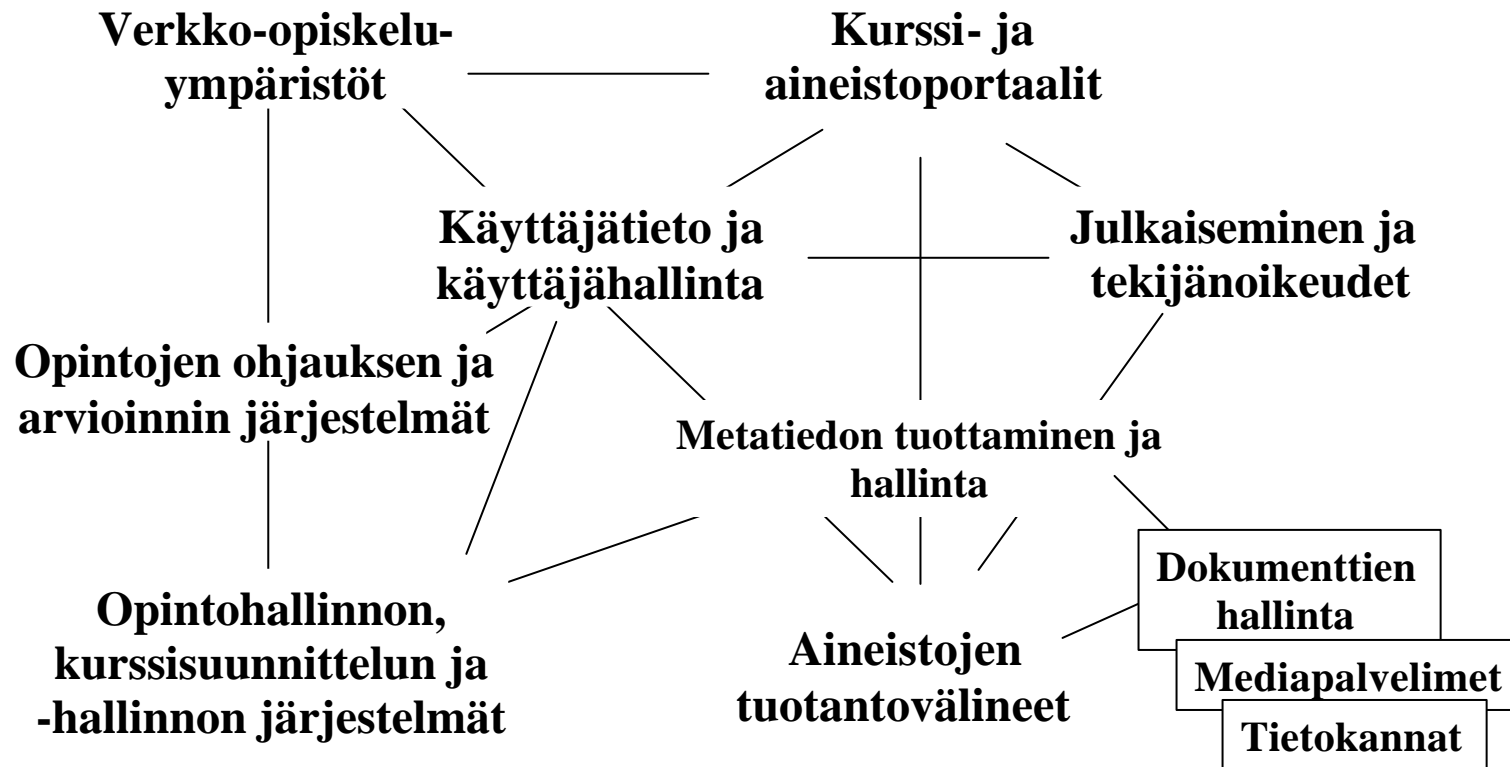 Verkko-opiskelu-
ympäristöt
Kurssi- ja
aineistoportaalit
Käyttäjätieto ja
käyttäjähallinta
Julkaiseminen ja
tekijänoikeudet
Opintojen ohjauksen ja
arvioinnin järjestelmät
Metatiedon tuottaminen ja
hallinta
Opintohallinnon,
kurssisuunnittelun ja
-hallinnon järjestelmät
Aineistojen
tuotantovälineet
Dokumenttien
hallinta
Mediapalvelimet
Tietokannat